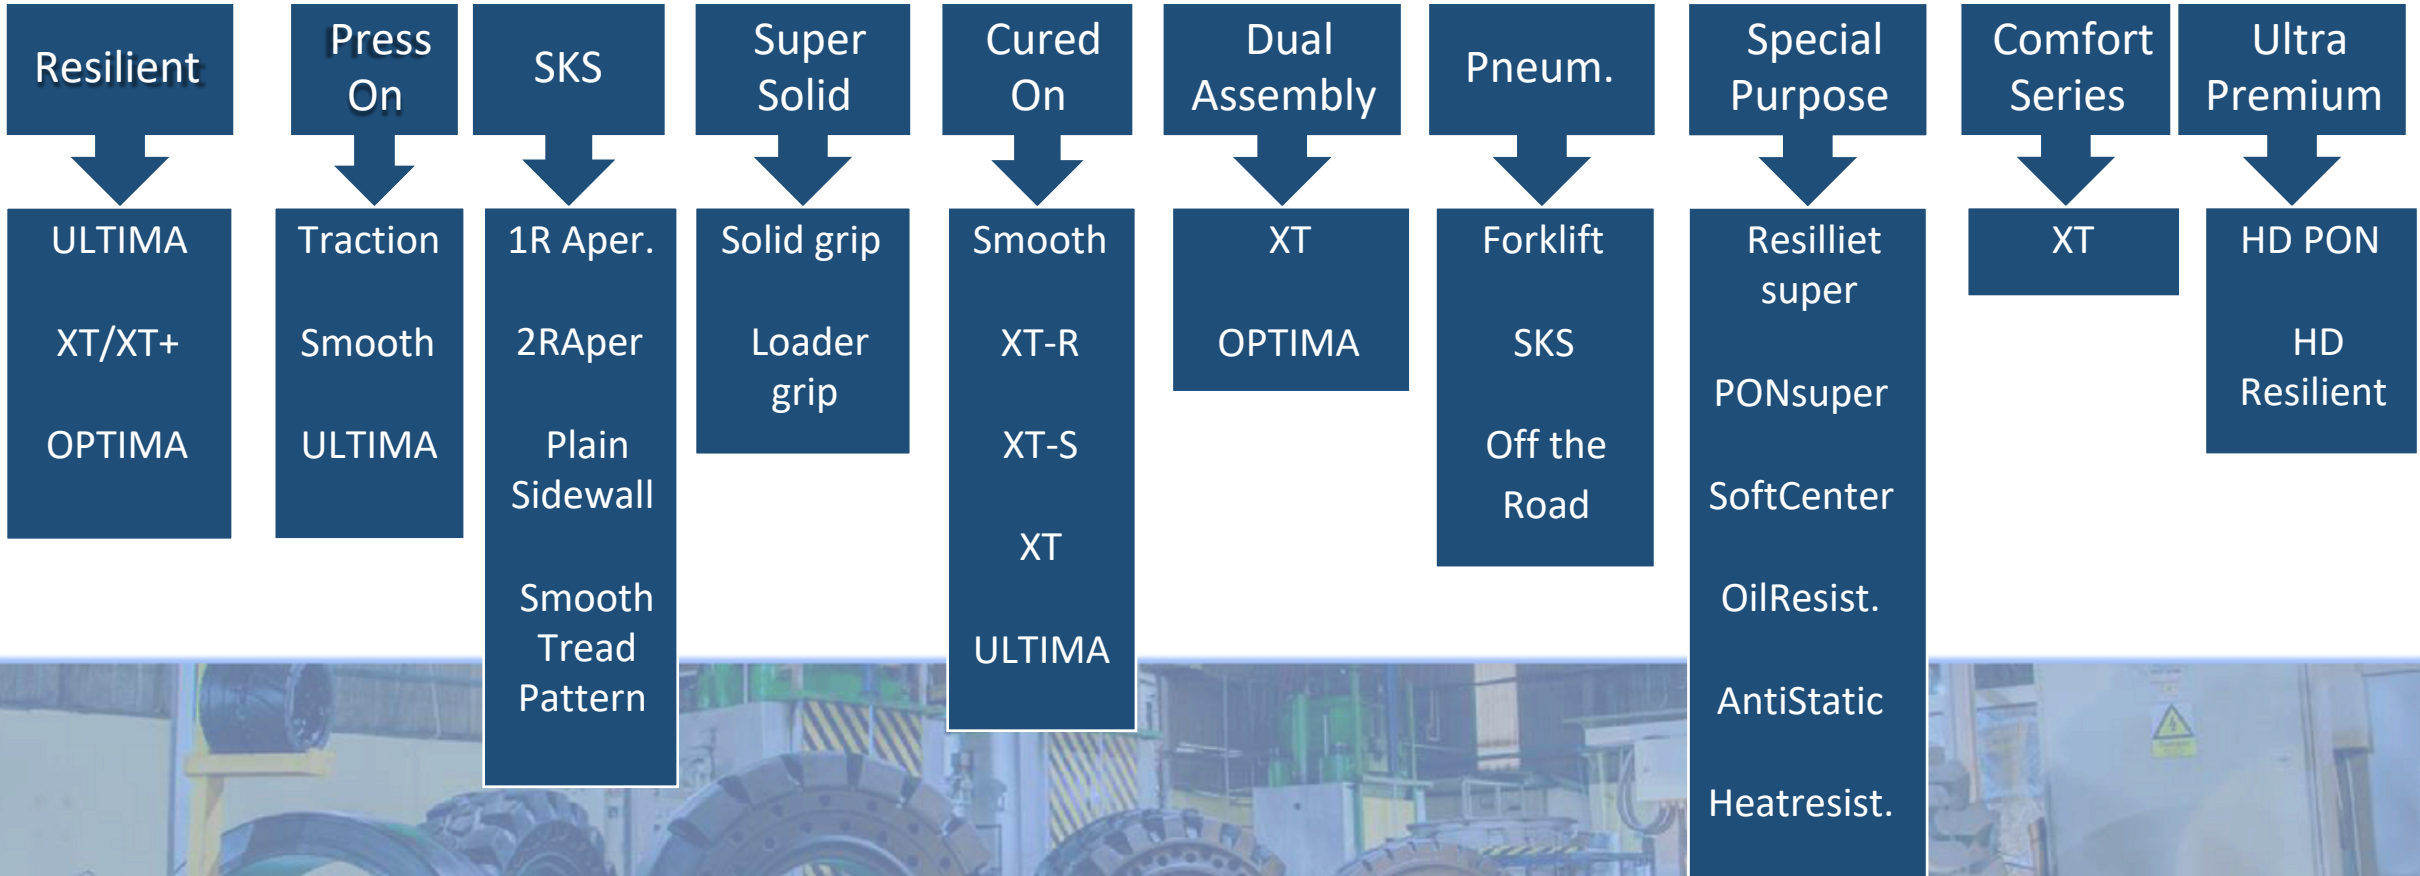 Resilient
Press
On
SKS
Super
Solid
Cured
On
Dual
Assembly
Pneum.
Special
Purpose
Comfort
Series
Ultra
Premium
ULTIMA
XT/XT+
OPTIMA
Traction
Smooth
ULTIMA
1R Aper.
2RAper
Plain
Sidewall
Smooth
Tread
Pattern
Solid grip
Loader
grip
Smooth
XT-R
XT-S
XT
ULTIMA
XT
OPTIMA
Forklift
SKS
Off the
Road
Resilliet
super
PONsuper
SoftCenter
OilResist.
AntiStatic
Heatresist.
XT
HD PON
HD
Resilient